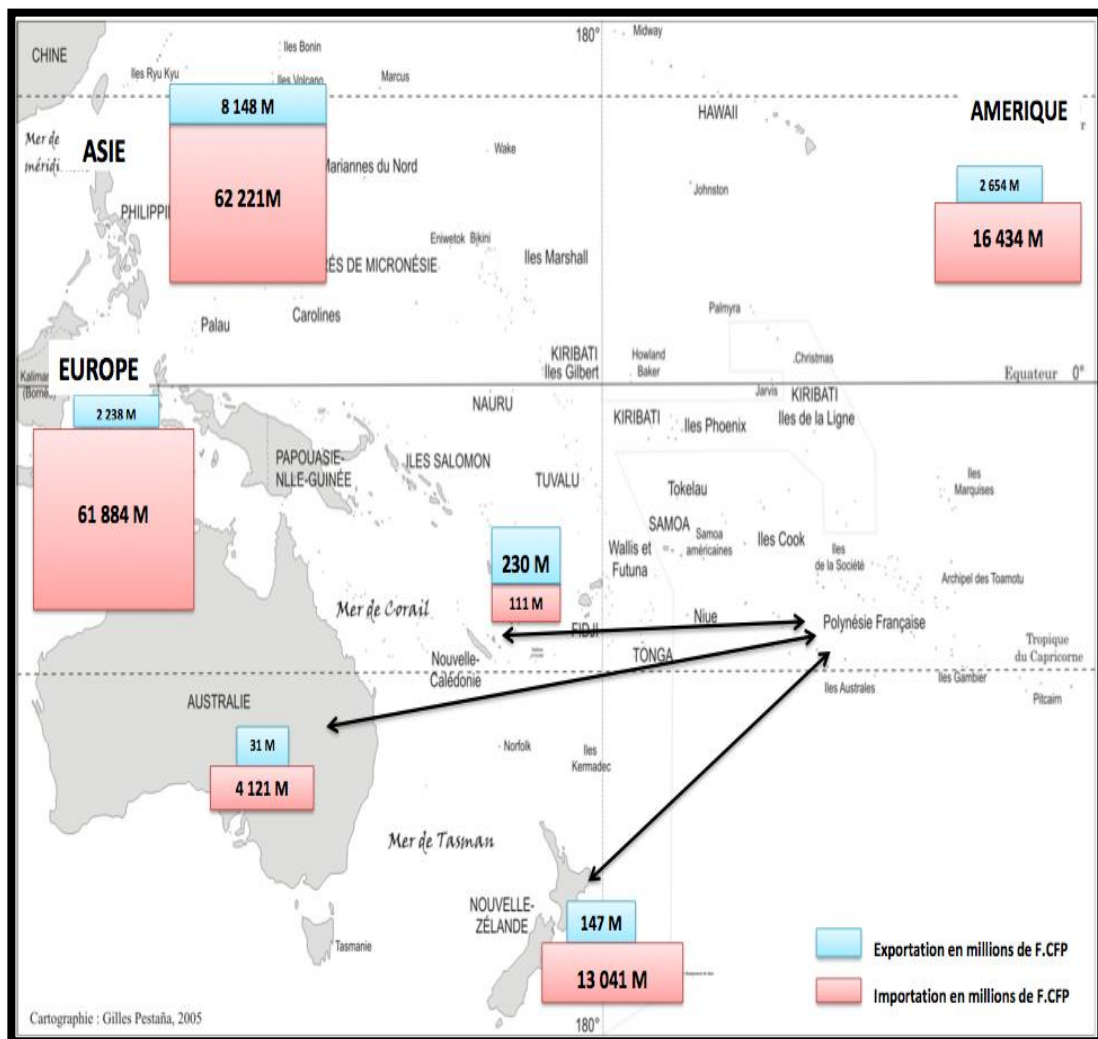 180°
Midway
CHINE
Iles Bonin
Iles Ryu Kyu
Iles Volcano
Marcus
8 148 M
HAWAII
AMERIQUE
Mer de
méridi
ASIE
Wake
Mariannes du Nord
2 654 M
62 221M
Johnston
PHILIPPI
16 434 M
Eniwetok Bikini
RÉS DE MICRONÉSIE
Iles Marshall
Palau
Carolines
Palmyra
EUROPE
KIRIBATI
Iles Gilbert
Howland
Baker
Christmas
Kalima
(Bornéo)
Equateur 0°
Jarvis
KIRIBATI
Iles de la Ligne
2 238 M
NAURU
KIRIBATI
Iles Phoenix
PAPOUASIE-
NLLE-GUINÉE
ILES SALOMON
TUVALU
Iles
Marquises
61 884 M
Tokelau
SAMOA
Samoa
américaines
Iles Cook
230 M
Wallis et
Futuna
Iles
de la Société
Archipel des Toamotu
111 M
Mer de Corail
FIDJI
Niue
Polynésie Française
Nouvelle-
Calédonie
TONGA
Tropique
du Capricorne
Iles Australes
Iles Gambier
Pitcairn
AUSTRALIE
31 M
Norfolk
Iles
Kermadec
4 121 M
Mer de Tasman
NOUVELLE-
ZÉLANDE
147 M
Tasmanie
Exportation en millions de F.CFP
13 041 M
Importation en millions de F.CFP
Cartographie : Gilles Pestaña, 2005
180°